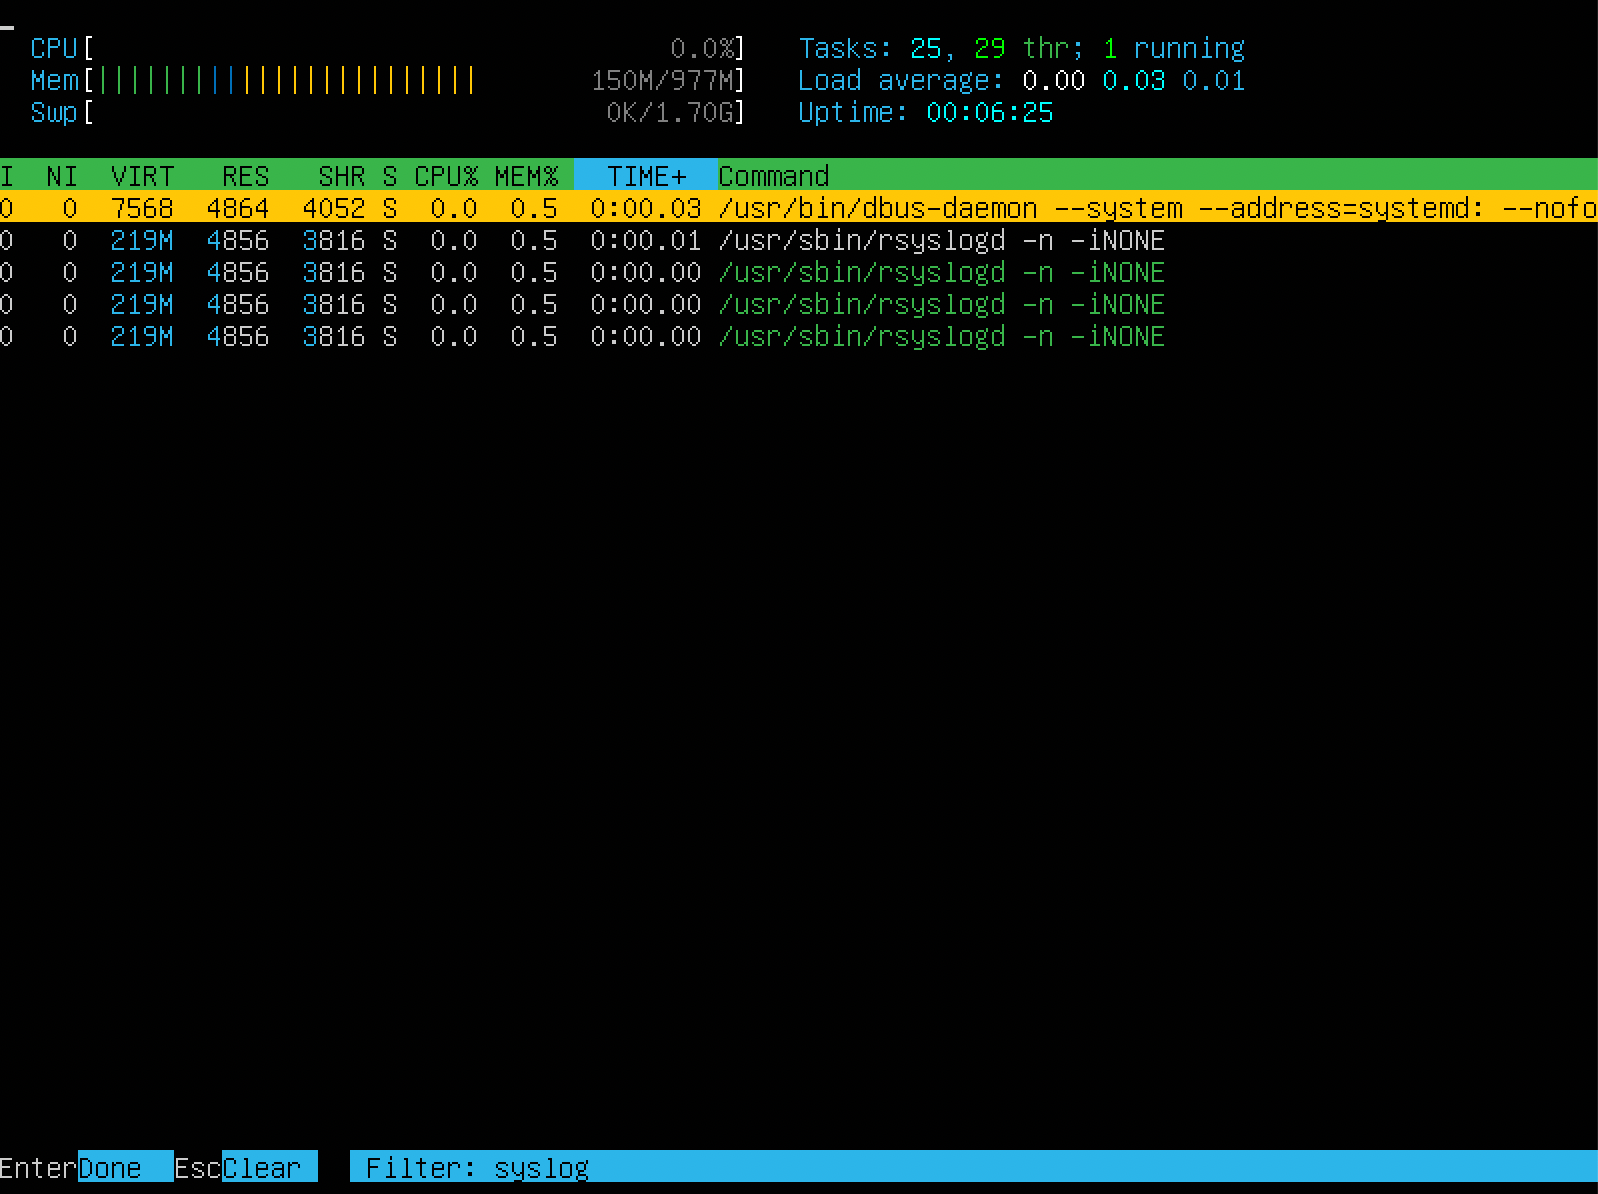 CPU[ 0.0%] Tasks: 25, 29 thr; 1 running
Mem[|||||||||||||||||||||||| 150M/977M] Load average: 0.00 0.03 0.01
Swp[ 0K/1.70G] Uptime: 00:06:25
I NI VIRT RES SHR S CPU% MEM% TIME+ Command
0 0 7568 4864 4052 S 0.0 0.5 0:00.03 /usr/bin/dbus-daemon --system --address=systemd: --nofo
0 0 219M 4856 3816 S 0.0 0.5 0:00.01 /usr/sbin/rsyslogd -n -iNONE
0 0 219M 4856 3816 S 0.0 0.5 0:00.00 /usr/sbin/rsyslogd -n -iNONE
0 0 219M 4856 3816 S 0.0 0.5 0:00.00 /usr/sbin/rsyslogd -n -iNONE
0 0 219M 4856 3816 S 0.0 0.5 0:00.00 /usr/sbin/rsyslogd -n -iNONE
EnterDone EscClear Filter: syslog